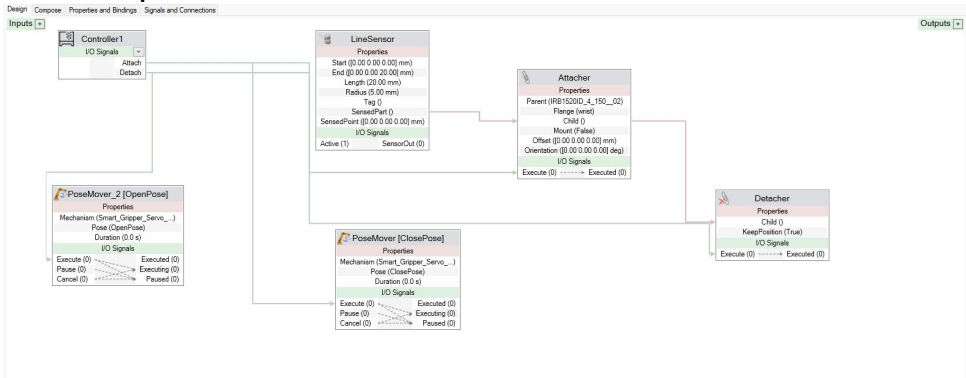 Design Compose Properties and Bindings Signals and Connections
Inputs +
Outputs +
Controller1
I/O Signals
Attach
Detach
LineSensor
Properties
Start ([0.00 0.00 0.00] mm)
End ([0.00 0.00 20.00] mm)
Length (20.00 mm)
Radius (5.00 mm)
Tag ()
SensedPart ()
SensedPoint ([0.00 0.00 0.00] mm)
I/O Signals
Active (1) SensorOut (0)
Attacher
Properties
Parent (IRB1520ID_4_150__02)
Flange (wrist)
Child ()
Mount (False)
Offset ([0.00 0.00 0.00] mm)
Orientation ([0.00 0.00 0.00] deg)
I/O Signals
Execute (0) Executed (0)
PoseMover_2 [OpenPose]
Properties
Mechanism (Smart_Gripper_Servo_...)
Pose (OpenPose)
Duration (0.0 s)
I/O Signals
Execute (0) Executed (0)
Pause (0) Executing (0)
Cancel (0) Paused (0)
PoseMover [ClosePose]
Properties
Mechanism (Smart_Gripper_Servo_...)
Pose (ClosePose)
Duration (0.0 s)
I/O Signals
Execute (0) Executed (0)
Pause (0) Executing (0)
Cancel (0) Paused (0)
Detacher
Properties
Child ()
KeepPosition (True)
I/O Signals
Execute (0) Executed (0)